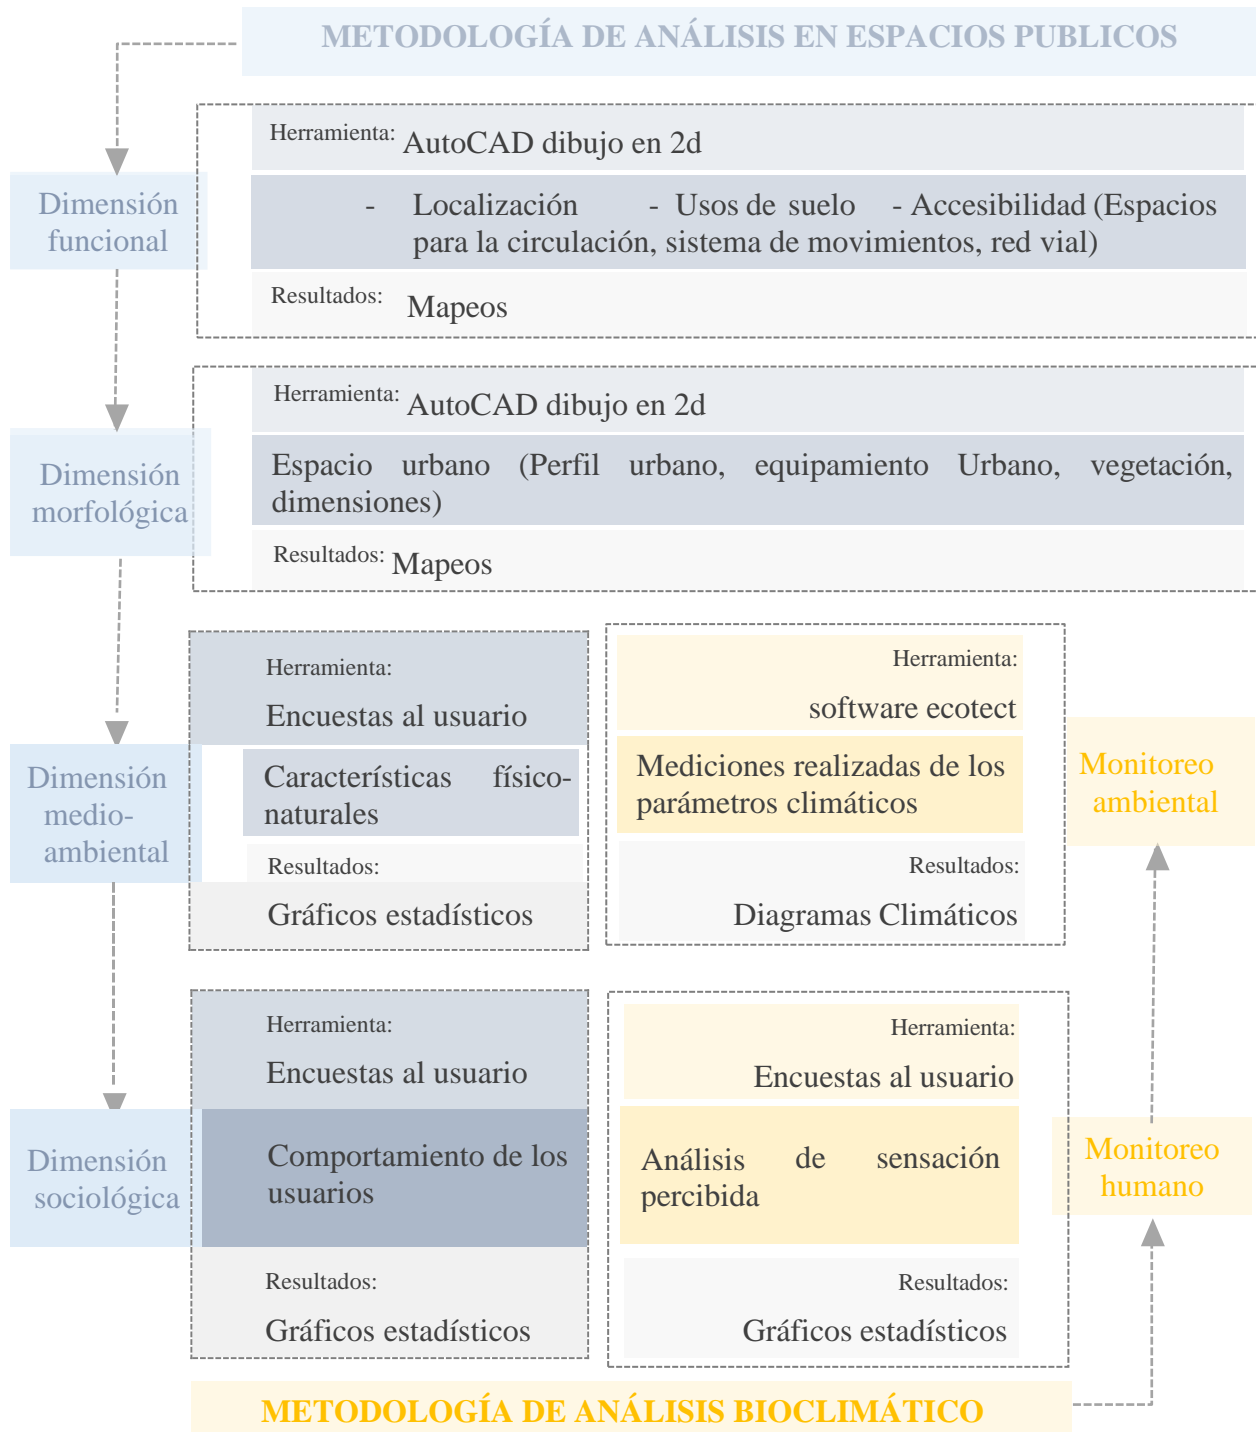 METODOLOGÍA DE ANÁLISIS EN ESPACIOS PUBLICOS
Herramienta: AutoCAD dibujo en 2d
Dimensión
funcional
- Localización - Usos de suelo - Accesibilidad (Espacios
para la circulación, sistema de movimientos, red vial)
Resultados: Mapeos
Herramienta: AutoCAD dibujo en 2d
Dimensión
morfológica
Espacio urbano (Perfil urbano, equipamiento Urbano, vegetación,
dimensiones)
Resultados: Mapeos
Herramienta:
Encuestas al usuario
Dimensión
medio-
ambiental
Características físico-
naturales
Resultados:
Gráficos estadísticos
Herramienta:
software ecotect
Mediciones realizadas de los
parámetros climáticos
Resultados:
Diagramas Climáticos
Monitoreo
ambiental
Herramienta:
Encuestas al usuario
Dimensión
sociológica
Comportamiento de los
usuarios
Resultados:
Gráficos estadísticos
Herramienta:
Encuestas al usuario
Análisis de sensación
percibida
Resultados:
Gráficos estadísticos
Monitoreo
humano
METODOLOGÍA DE ANÁLISIS BIOCLIMÁTICO